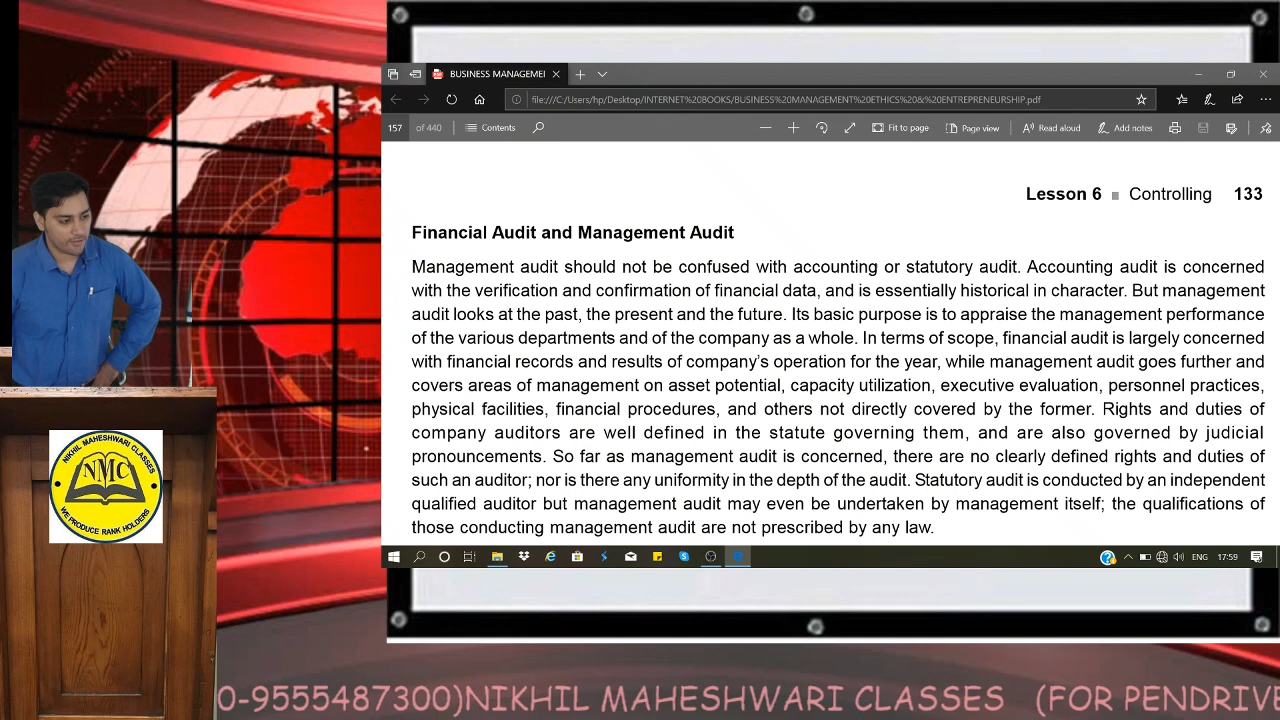 BUSINESS MANAGEMEI
file:///C:/Users/hp/Desktop/INTERNET%20BOOKS/BUSINESS%20MANAGEMENT%20ETHICS%20&%20ENTREPRENEURSHIP.pdf
157 of 440 Contents Fit to page Page view Read aloud Add notes
Lesson 6 ■ Controlling 133
Financial Audit and Management Audit
Management audit should not be confused with accounting or statutory audit. Accounting audit is concerned
with the verification and confirmation of financial data, and is essentially historical in character. But management
audit looks at the past, the present and the future. Its basic purpose is to appraise the management performance
of the various departments and of the company as a whole. In terms of scope, financial audit is largely concerned
with financial records and results of company's operation for the year, while management audit goes further and
covers areas of management on asset potential, capacity utilization, executive evaluation, personnel practices,
physical facilities, financial procedures, and others not directly covered by the former. Rights and duties of
company auditors are well defined in the statute governing them, and are also governed by judicial
pronouncements. So far as management audit is concerned, there are no clearly defined rights and duties of
such an auditor; nor is there any uniformity in the depth of the audit. Statutory audit is conducted by an independent
qualified auditor but management audit may even be undertaken by management itself; the qualifications of
those conducting management audit are not prescribed by any law.
ENG 17:59
NIKHIL MAHESHWARI CLASSES
NMC
WE PRODUCE RANK HOLDERS
0-9555487300)NIKHIL MAHESHWARI CLASSES (FOR PENDRIVE